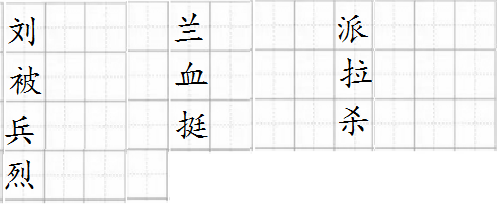 刘 兰 派
被 血 拉
兵 挺 杀
烈